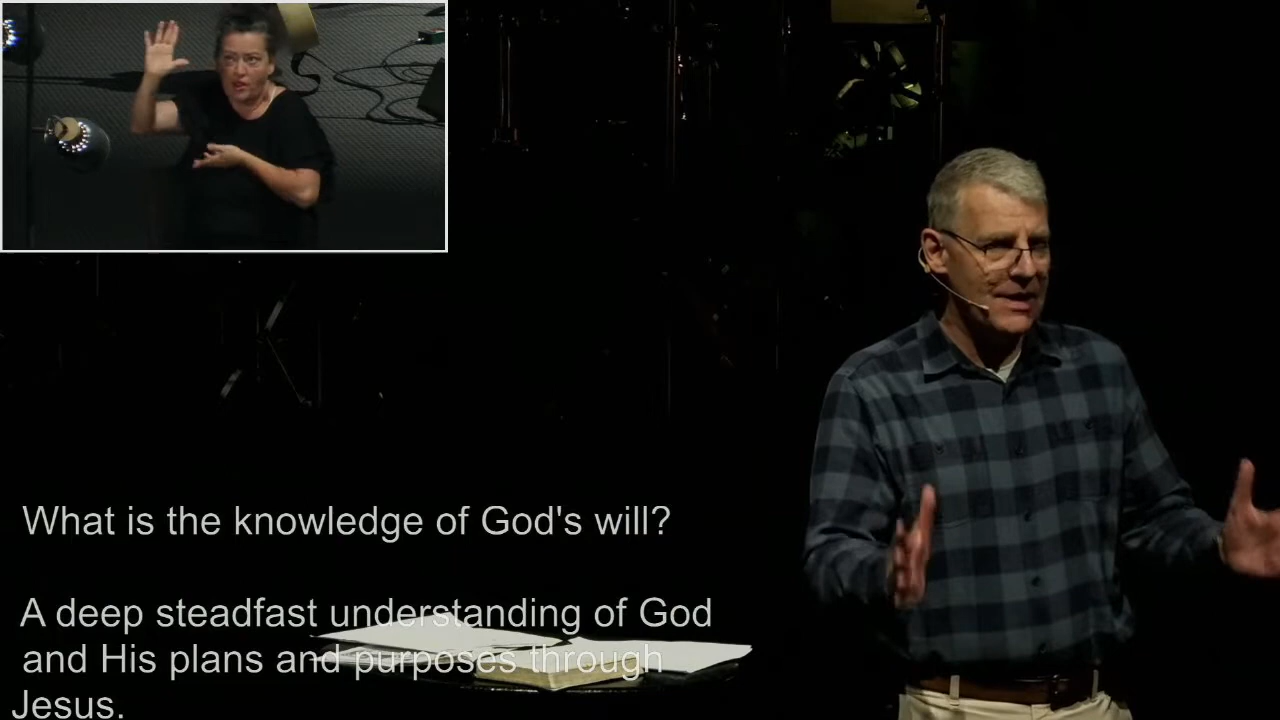 What is the knowledge of God's will?
A deep steadfast understanding of God
and His plans and purposes through
Jesus.